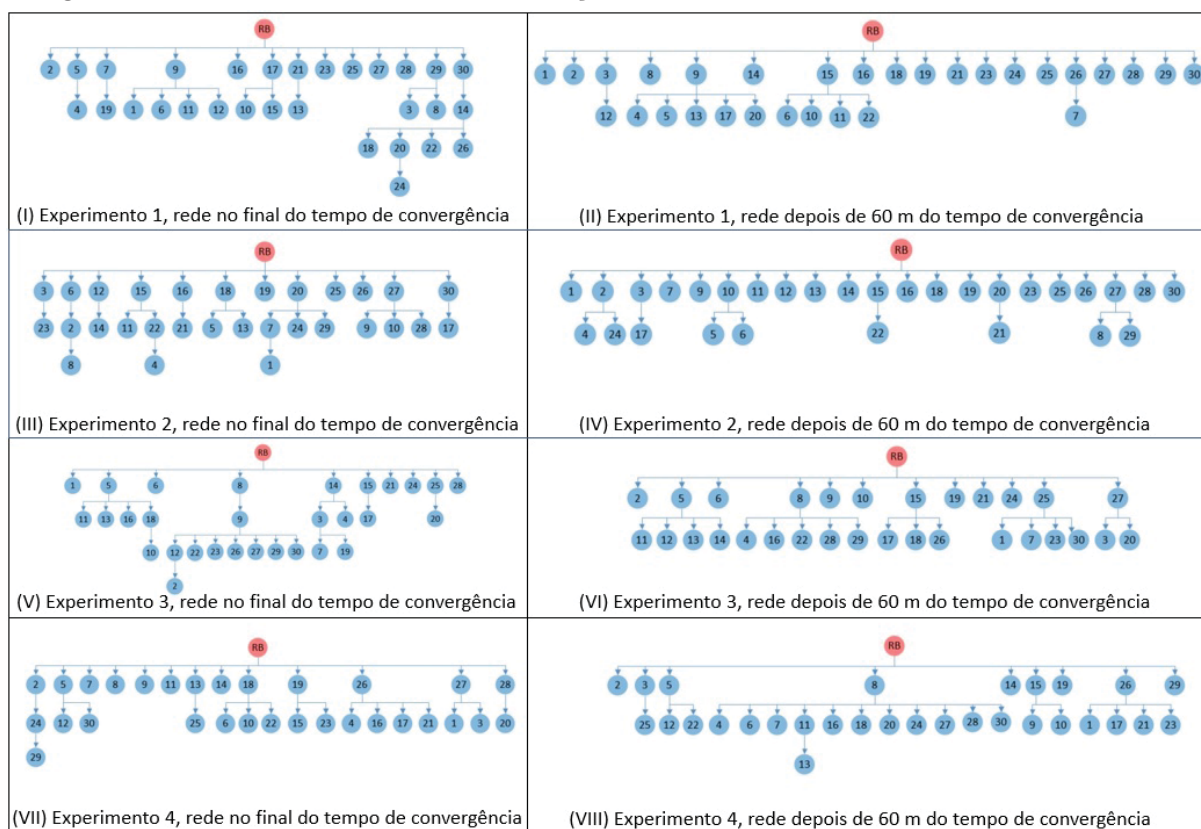 RB
2 5 7 9 16 17 21 23 25 27 28 29 30
4 19 1 6 11 12 10 15 13 3 8 14
18 20 22 26
24
(I) Experimento 1, rede no final do tempo de convergência
RB
1 2 3 8 9 14 15 16 18 19 21 23 24 25 26 27 28 29 30
12 4 5 13 17 20 6 10 11 22 7
(II) Experimento 1, rede depois de 60 m do tempo de convergência
RB
3 6 12 15 16 18 19 20 25 26 27 30
23 2 14 11 22 21 5 13 7 24 29 9 10 28 17
8 4 1
(III) Experimento 2, rede no final do tempo de convergência
RB
1 2 3 7 9 10 11 12 13 14 15 16 18 19 20 23 25 26 27 28 30
4 24 17 5 6 22 21 8 29
(IV) Experimento 2, rede depois de 60 m do tempo de convergência
RB
1 5 6 8 14 15 21 24 25 28
11 13 16 18 9 3 4 17 20
10 12 22 23 26 27 29 30 7 19
2
(V) Experimento 3, rede no final do tempo de convergência
RB
2 5 6 8 9 10 15 19 21 24 25 27
11 12 13 14 4 16 22 28 29 17 18 26 1 7 23 30 3 20
(VI) Experimento 3, rede depois de 60 m do tempo de convergência
RB
2 5 7 8 9 11 13 14 18 19 26 27 28
24 12 30 25 6 10 22 15 23 4 16 17 21 1 3 20
29
(VII) Experimento 4, rede no final do tempo de convergência
RB
2 3 5 8 14 15 19 26 29
25 12 22 4 6 7 11 16 18 20 24 27 28 30 9 10 1 17 21 23
13
(VIII) Experimento 4, rede depois de 60 m do tempo de convergência